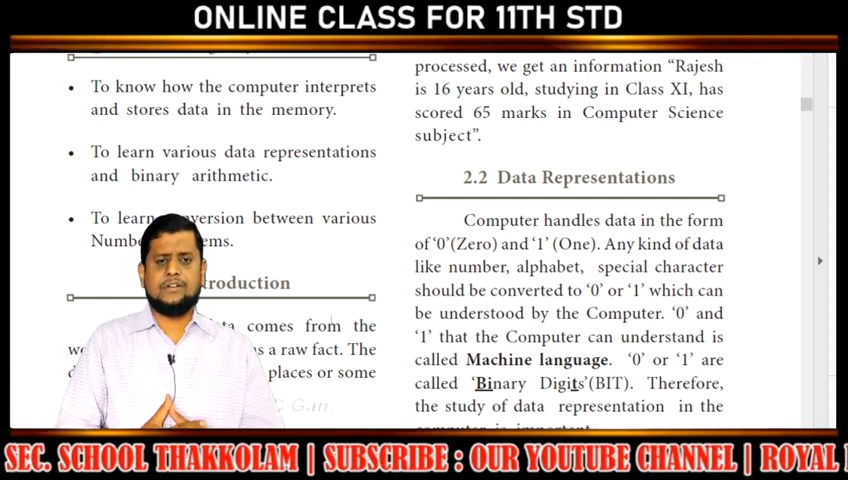 ONLINE CLASS FOR 11TH STD
• To know how the computer interprets
and stores data in the memory.
• To learn various data representations
and binary arithmetic.
• To learn
version between various
Num
ems.
roduction
ta comes from the
as a raw fact. The
places or some
processed, we get an information “Rajesh
is 16 years old, studying in Class XI, has
scored 65 marks in Computer Science
subject”.
2.2 Data Representations
Computer handles data in the form
of ‘0’(Zero) and ‘1’ (One). Any kind of data
like number, alphabet, special character
should be converted to ‘0’ or ‘1’ which can
be understood by the Computer. ‘0’ and
‘1’ that the Computer can understand is
called Machine language. ‘0’ or ‘1’ are
called ‘Binary Digits’(BIT). Therefore,
the study of data representation in the
computer is important.
SEC. SCHOOL THAKKOLAM | SUBSCRIBE : OUR YOUTUBE CHANNEL | ROYAL